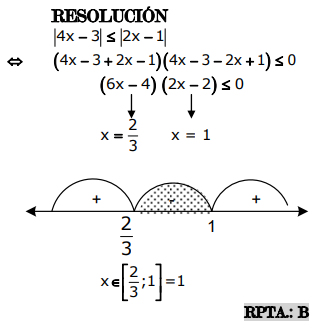 RESOLUCIÓN
|4x – 3| ≤ |2x – 1|
⇔ (4x – 3 + 2x – 1)(4x – 3 – 2x + 1) ≤ 0
(6x – 4) (2x – 2) ≤ 0
x = 2/3 x = 1
+ - +
2/3 1
x ∈ [2/3 ; 1] = 1
RPTA.: B